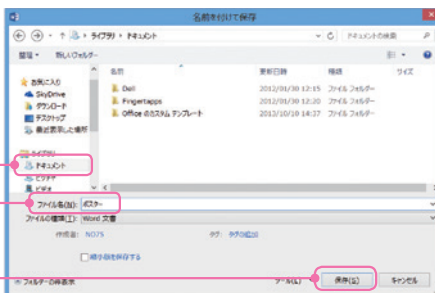 名前を付けて保存
ライブラリ ▸ ドキュメント
ドキュメントの検索
整理 新しいフォルダー
名前 更新日時 種類 サイズ
お気に入り
SkyDrive
ダウンロード
デスクトップ
最近表示した場所
Dell 2012/01/30 12:15 ファイル フォルダー
Fingertapps 2012/01/30 12:20 ファイル フォルダー
Office のカスタム テンプレート 2012/10/10 14:37 ファイル フォルダー
ライブラリ
ドキュメント
ピクチャ
ビデオ
ファイル名(N): ポスター
ファイルの種類(T): Word 文書
作成者: NO75 タグ: タグの追加
縮小版を保存する
フォルダーの非表示 ツール(L) 保存(S) キャンセル